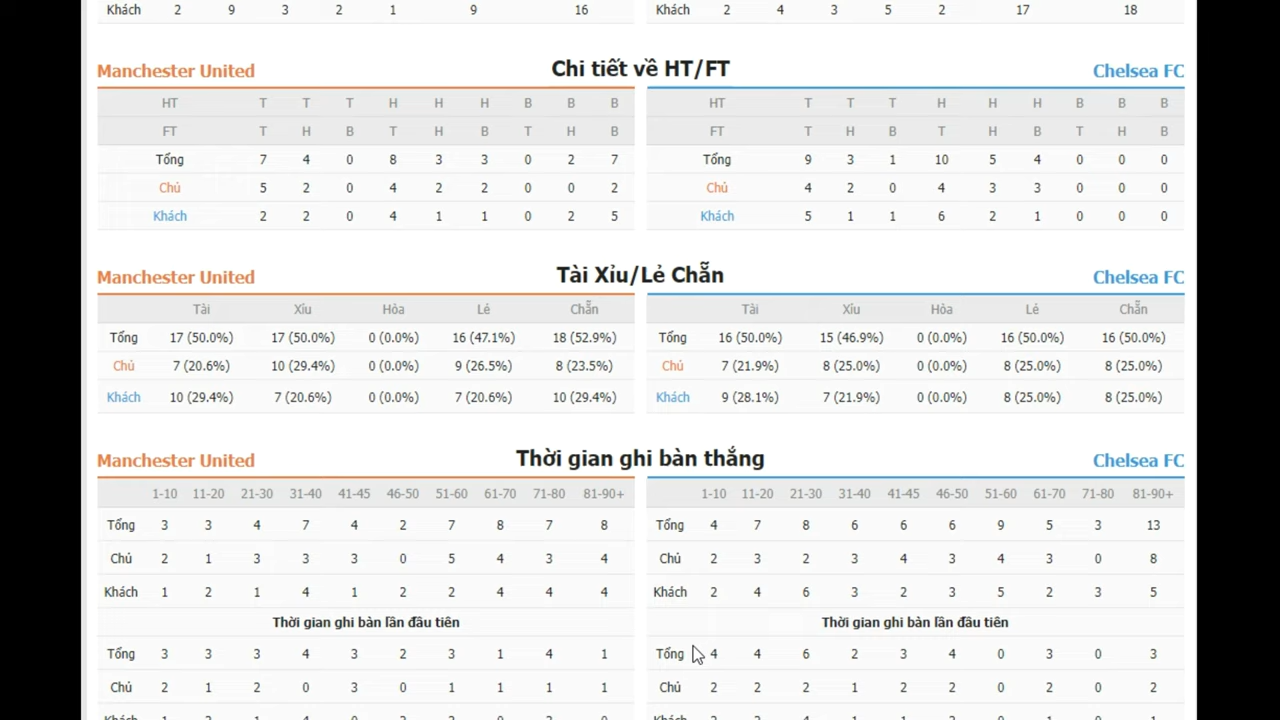 Khách 2 9 3 2 1 9 16 Khách 2 4 3 5 2 17 18
Manchester United Chi tiết về HT/FT Chelsea FC
HT T T T H H H B B B HT T T T H H H B B B
FT T H B T H B T H B FT T H B T H B T H B
Tổng 7 4 0 8 3 3 0 2 7 Tổng 9 3 1 10 5 4 0 0 0
Chủ 5 2 0 4 2 2 0 0 2 Chủ 4 2 0 4 3 3 0 0 0
Khách 2 2 0 4 1 1 0 2 5 Khách 5 1 1 6 2 1 0 0 0
Manchester United Tài Xỉu/Lẻ Chẵn Chelsea FC
Tài Xỉu Hòa Lẻ Chẵn Tài Xỉu Hòa Lẻ Chẵn
Tổng 17 (50.0%) 17 (50.0%) 0 (0.0%) 16 (47.1%) 18 (52.9%) Tổng 16 (50.0%) 15 (46.9%) 0 (0.0%) 16 (50.0%) 16 (50.0%)
Chủ 7 (20.6%) 10 (29.4%) 0 (0.0%) 9 (26.5%) 8 (23.5%) Chủ 7 (21.9%) 8 (25.0%) 0 (0.0%) 8 (25.0%) 8 (25.0%)
Khách 10 (29.4%) 7 (20.6%) 0 (0.0%) 7 (20.6%) 10 (29.4%) Khách 9 (28.1%) 7 (21.9%) 0 (0.0%) 8 (25.0%) 8 (25.0%)
Manchester United Thời gian ghi bàn thắng Chelsea FC
1-10 11-20 21-30 31-40 41-45 46-50 51-60 61-70 71-80 81-90+ 1-10 11-20 21-30 31-40 41-45 46-50 51-60 61-70 71-80 81-90+
Tổng 3 3 4 7 4 2 7 8 7 8 Tổng 4 7 8 6 6 6 9 5 3 13
Chủ 2 1 3 3 3 0 5 4 3 4 Chủ 2 3 2 3 4 3 4 3 0 8
Khách 1 2 1 4 1 2 2 4 4 4 Khách 2 4 6 3 2 3 5 2 3 5
Thời gian ghi bàn lần đầu tiên Thời gian ghi bàn lần đầu tiên
Tổng 3 3 3 4 3 2 3 1 4 1 Tổng 4 4 6 2 3 4 0 3 0 3
Chủ 2 1 2 0 3 0 1 1 1 1 Chủ 2 2 2 1 2 2 0 2 0 2